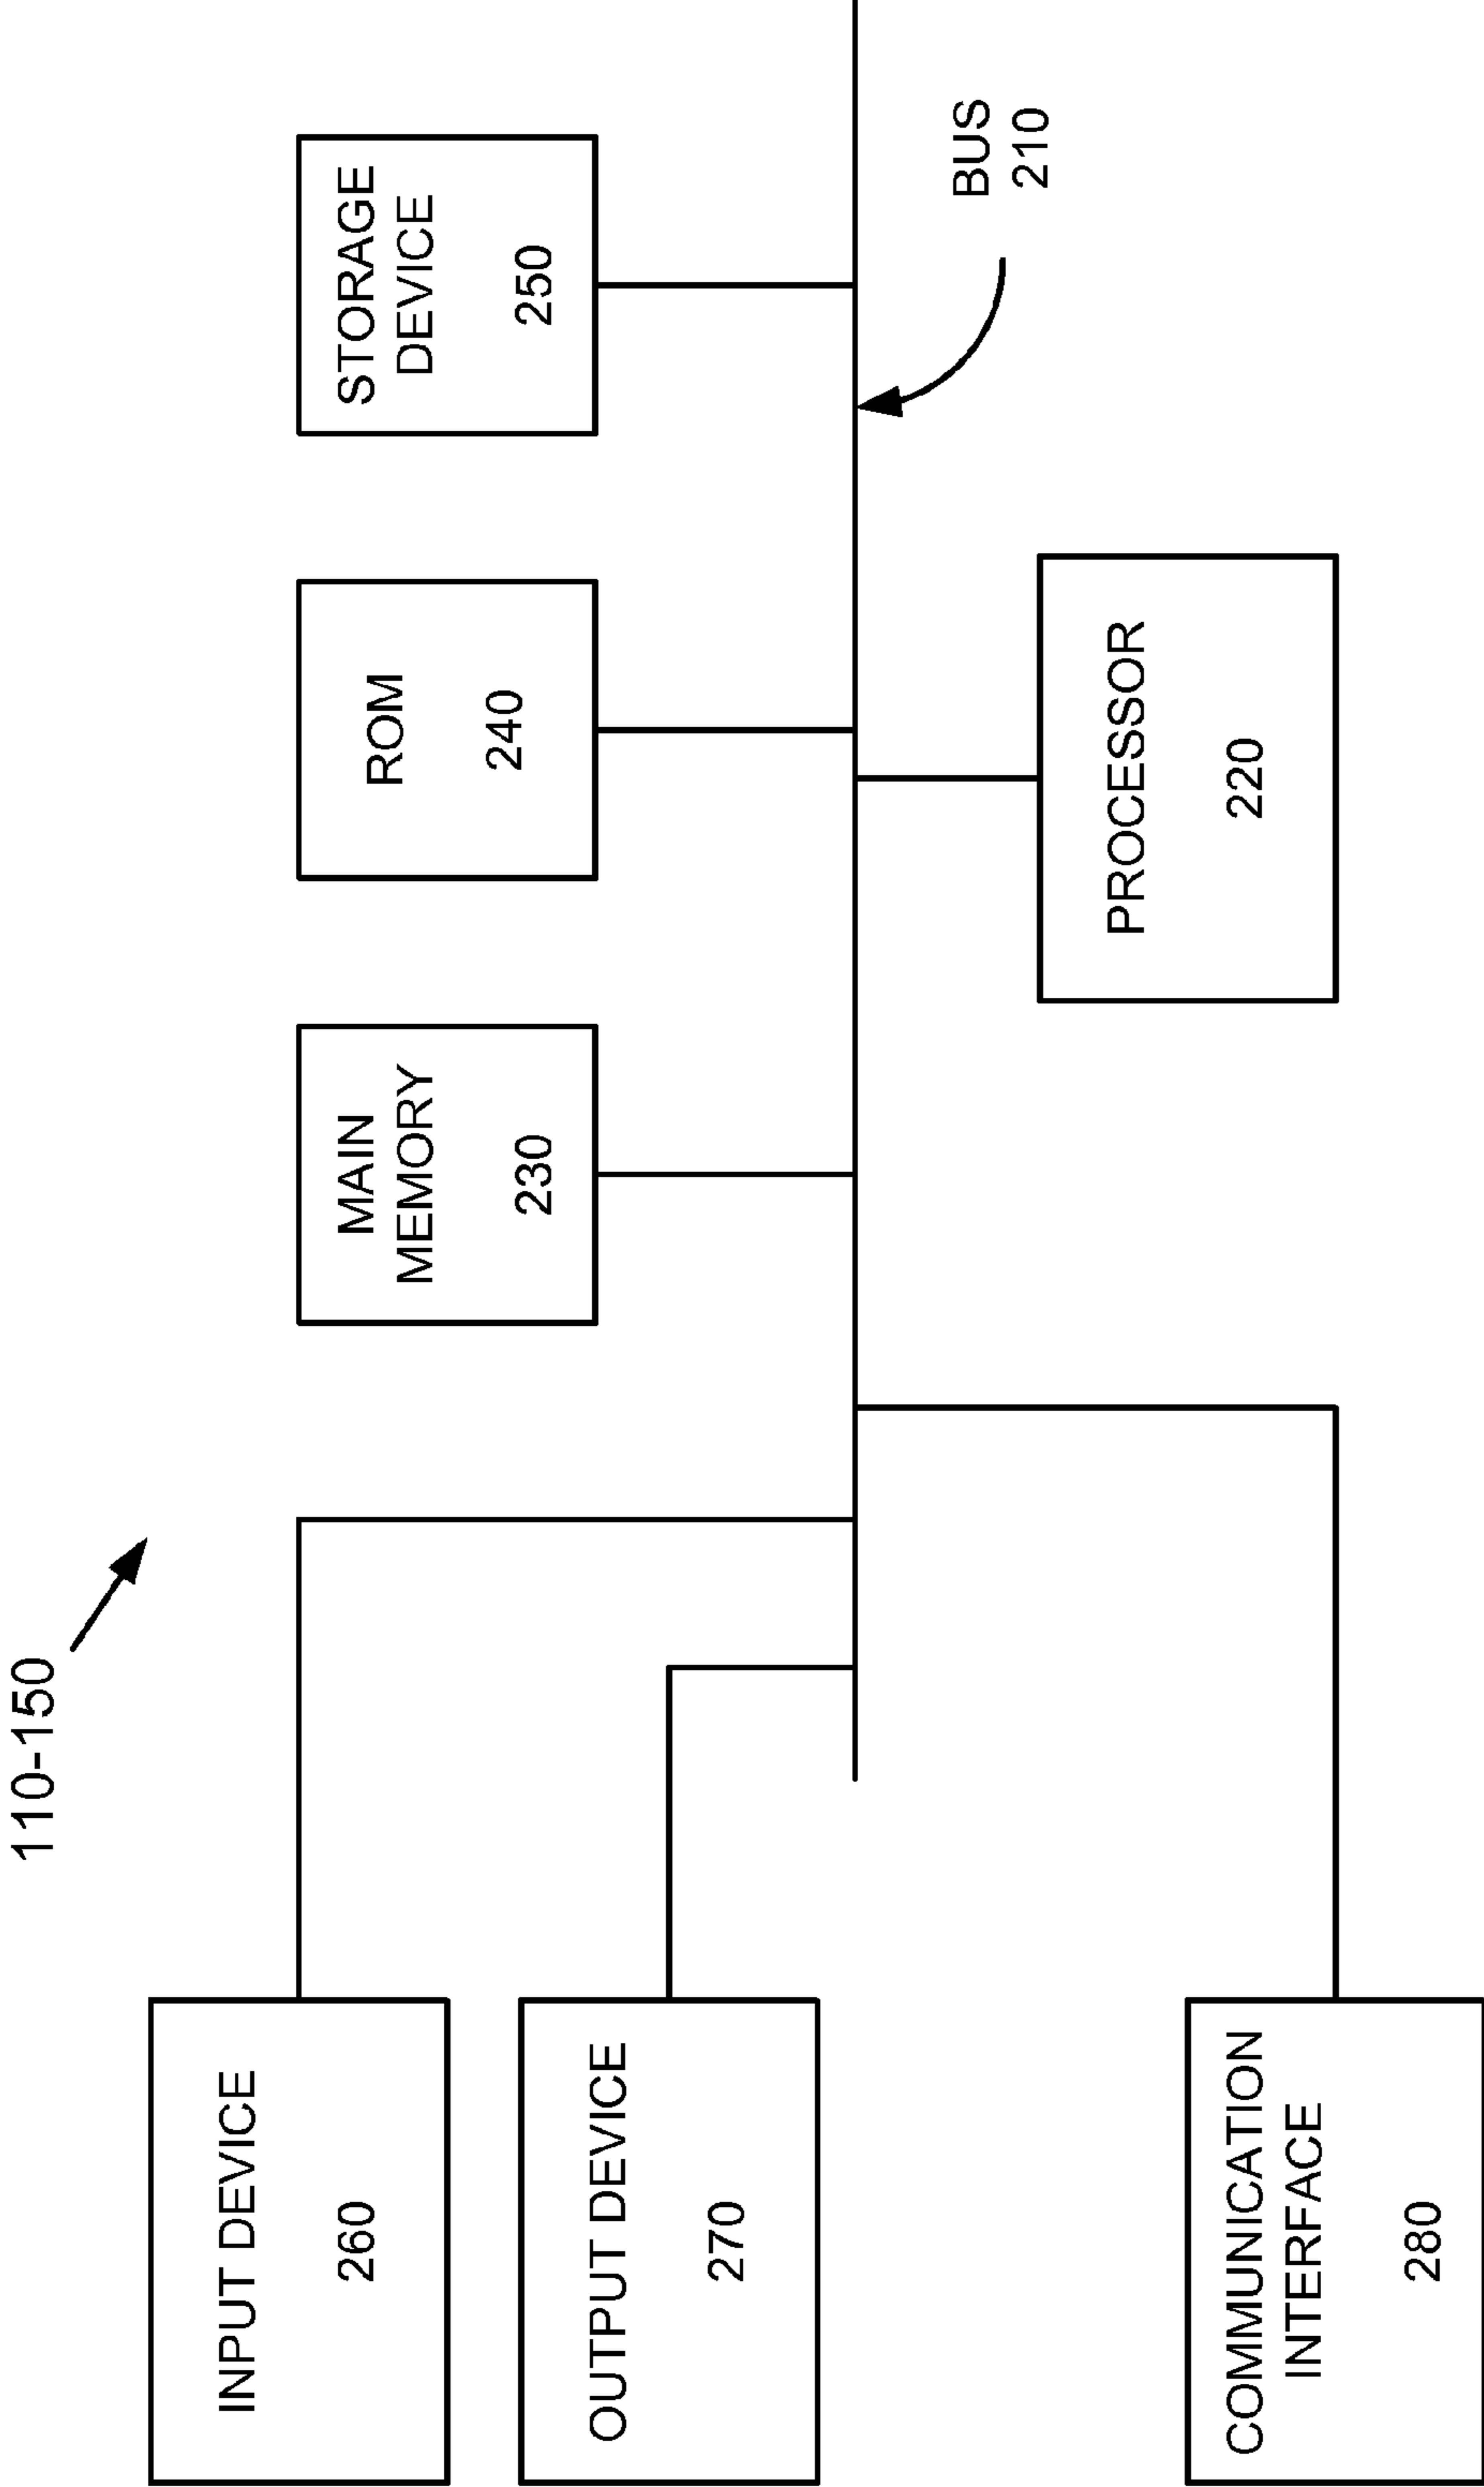 110-150
INPUT DEVICE
260
OUTPUT DEVICE
270
COMMUNICATION
INTERFACE
280
MAIN
MEMORY
230
ROM
240
STORAGE
DEVICE
250
PROCESSOR
220
BUS
210